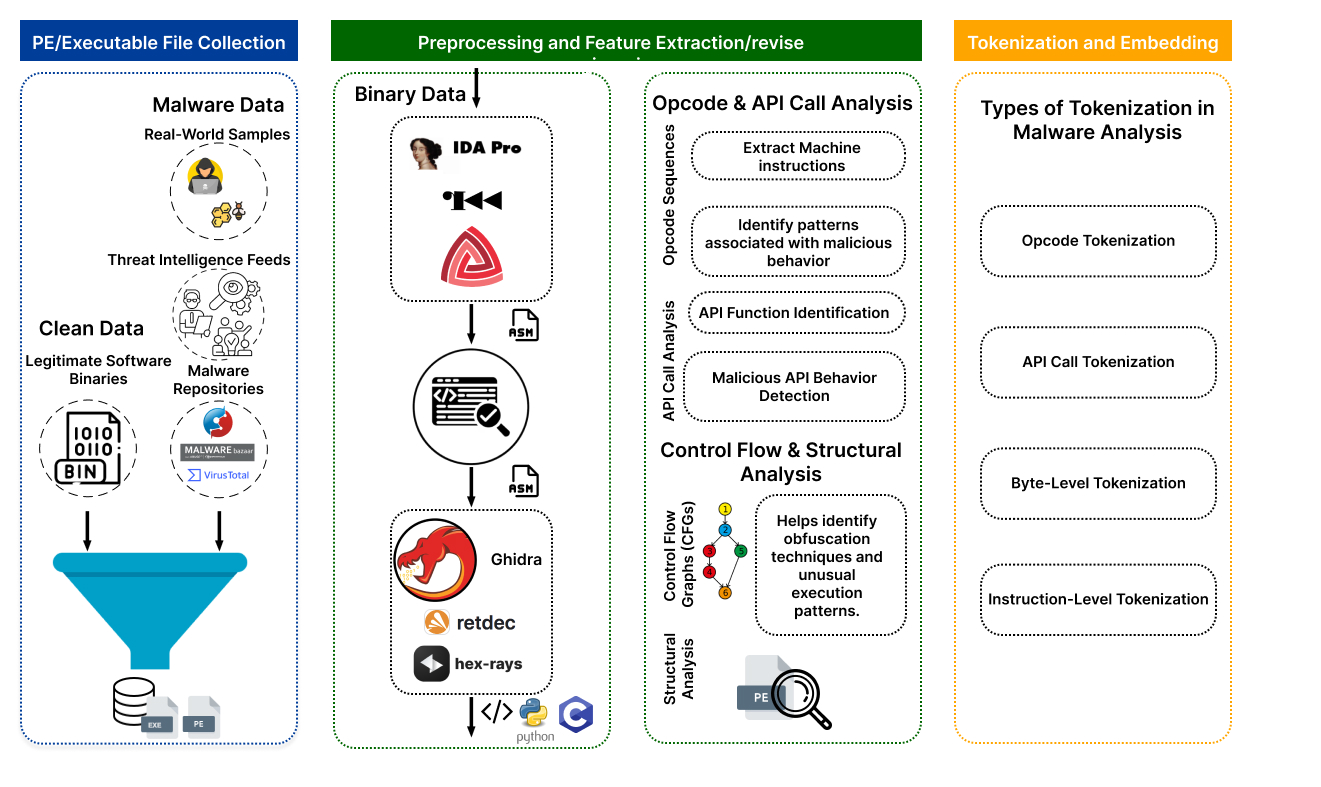 PE/Executable File Collection
Malware Data
Real-World Samples
Threat Intelligence Feeds
Clean Data
Legitimate Software
Binaries
Malware
Repositories
1010
0110
BIN
MALWARE bazaar
VirusTotal
EXE
PE
Preprocessing and Feature Extraction/revise
Binary Data
IDA Pro
ASM
ASM
Ghidra
retdec
hex-rays
</>
python
C
Opcode & API Call Analysis
Opcode Sequences
Extract Machine
instructions
Identify patterns
associated with malicious
behavior
API Call Analysis
API Function Identification
Malicious API Behavior
Detection
Control Flow & Structural
Analysis
Control Flow
Graphs (CFGs)
1
2
3
5
4
6
Helps identify
obfuscation
techniques and
unusual
execution
patterns.
Structural
Analysis
PE
Tokenization and Embedding
Types of Tokenization in
Malware Analysis
Opcode Tokenization
API Call Tokenization
Byte-Level Tokenization
Instruction-Level Tokenization